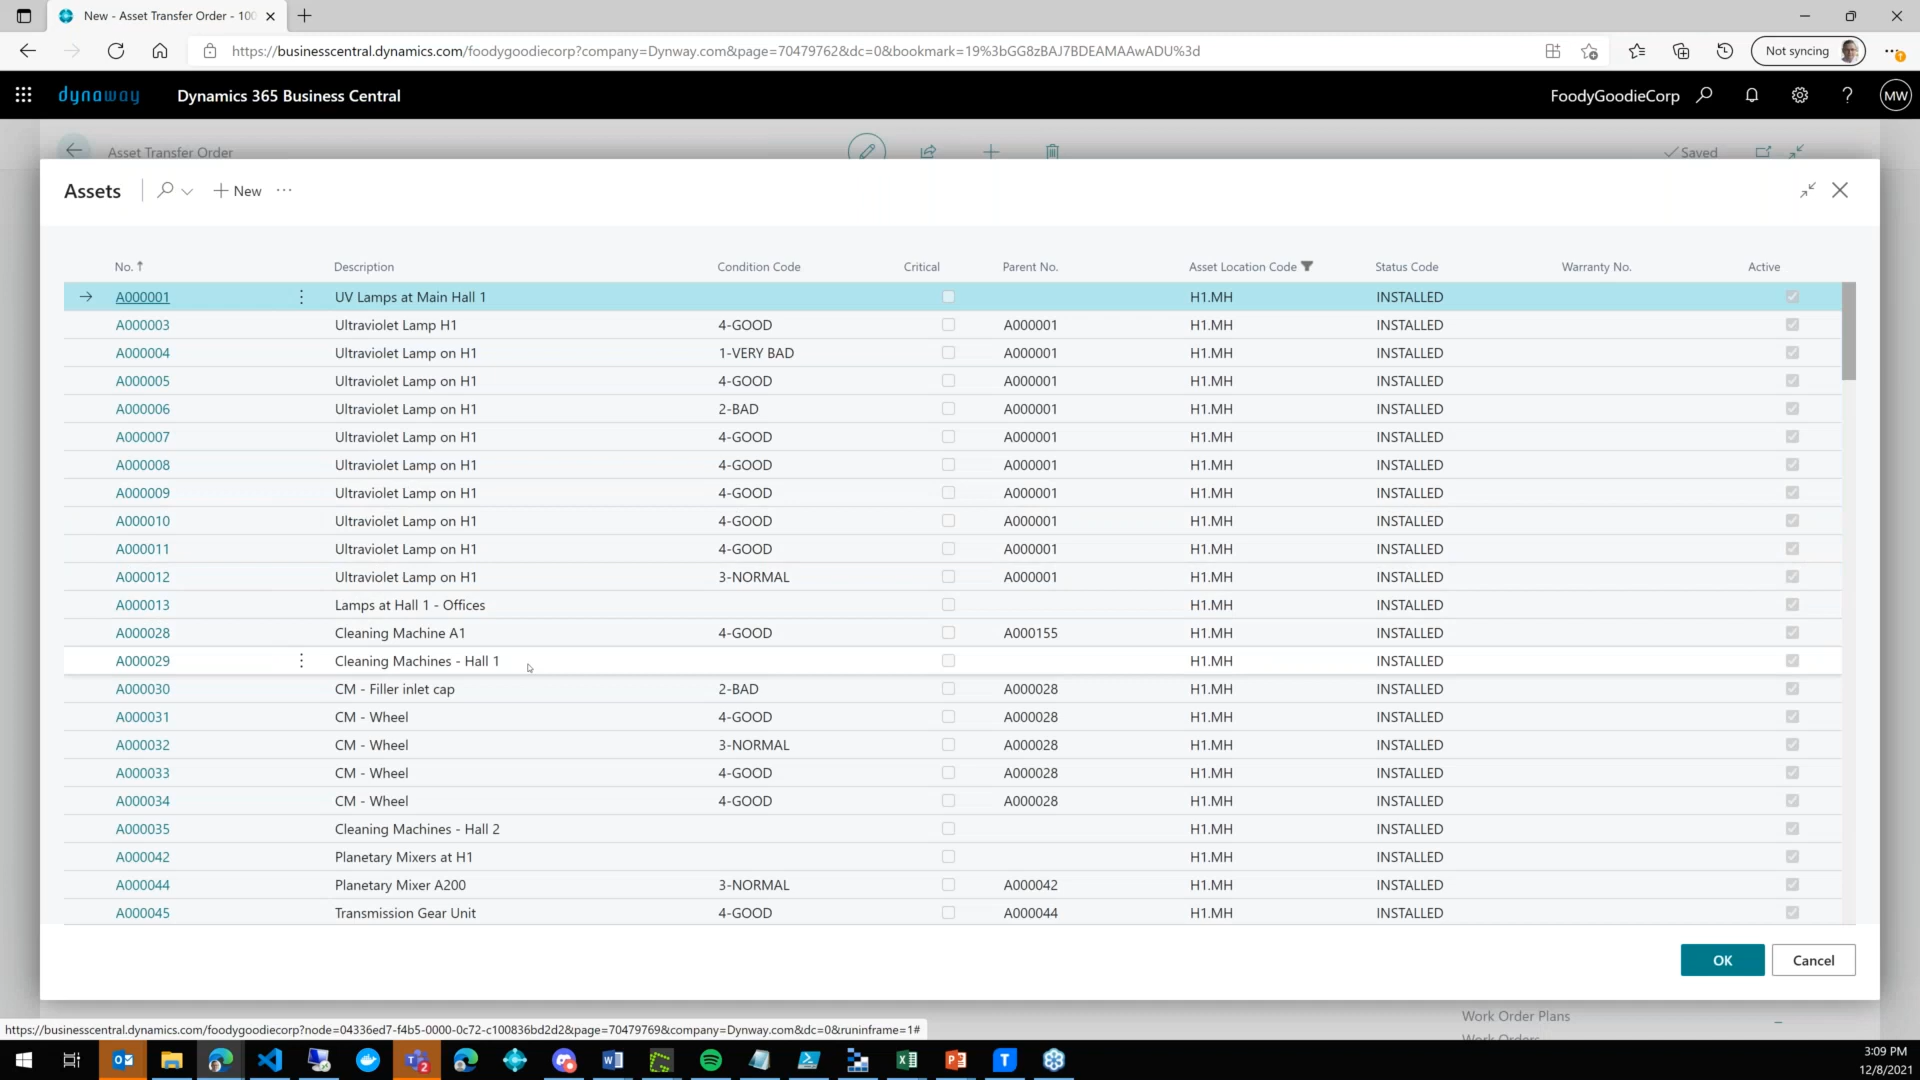 New - Asset Transfer Order - 100
https://businesscentral.dynamics.com/foodygoodiecorp?company=Dynway.com&page=70479762&dc=0&bookmark=19%3bGG8zBAJ7BDEAMAAwADU%3d
Not syncing
dynaway Dynamics 365 Business Central FoodyGoodieCorp MW
Asset Transfer Order Saved
Assets New
No. Description Condition Code Critical Parent No. Asset Location Code Status Code Warranty No. Active
A000001 UV Lamps at Main Hall 1 H1.MH INSTALLED
A000003 Ultraviolet Lamp H1 4-GOOD A000001 H1.MH INSTALLED
A000004 Ultraviolet Lamp on H1 1-VERY BAD A000001 H1.MH INSTALLED
A000005 Ultraviolet Lamp on H1 4-GOOD A000001 H1.MH INSTALLED
A000006 Ultraviolet Lamp on H1 2-BAD A000001 H1.MH INSTALLED
A000007 Ultraviolet Lamp on H1 4-GOOD A000001 H1.MH INSTALLED
A000008 Ultraviolet Lamp on H1 4-GOOD A000001 H1.MH INSTALLED
A000009 Ultraviolet Lamp on H1 4-GOOD A000001 H1.MH INSTALLED
A000010 Ultraviolet Lamp on H1 4-GOOD A000001 H1.MH INSTALLED
A000011 Ultraviolet Lamp on H1 4-GOOD A000001 H1.MH INSTALLED
A000012 Ultraviolet Lamp on H1 3-NORMAL A000001 H1.MH INSTALLED
A000013 Lamps at Hall 1 - Offices H1.MH INSTALLED
A000028 Cleaning Machine A1 4-GOOD A000155 H1.MH INSTALLED
A000029 Cleaning Machines - Hall 1 H1.MH INSTALLED
A000030 CM - Filler inlet cap 2-BAD A000028 H1.MH INSTALLED
A000031 CM - Wheel 4-GOOD A000028 H1.MH INSTALLED
A000032 CM - Wheel 3-NORMAL A000028 H1.MH INSTALLED
A000033 CM - Wheel 4-GOOD A000028 H1.MH INSTALLED
A000034 CM - Wheel 4-GOOD A000028 H1.MH INSTALLED
A000035 Cleaning Machines - Hall 2 H1.MH INSTALLED
A000042 Planetary Mixers at H1 H1.MH INSTALLED
A000044 Planetary Mixer A200 3-NORMAL A000042 H1.MH INSTALLED
A000045 Transmission Gear Unit 4-GOOD A000044 H1.MH INSTALLED
OK Cancel
Work Order Plans
Work Orders
https://businesscentral.dynamics.com/foodygoodiecorp?node=04336ed7-f4b5-0000-0c72-c100836bd2d2&page=70479769&company=Dynway.com&dc=0&runinframe=1#
3:09 PM
12/8/2021